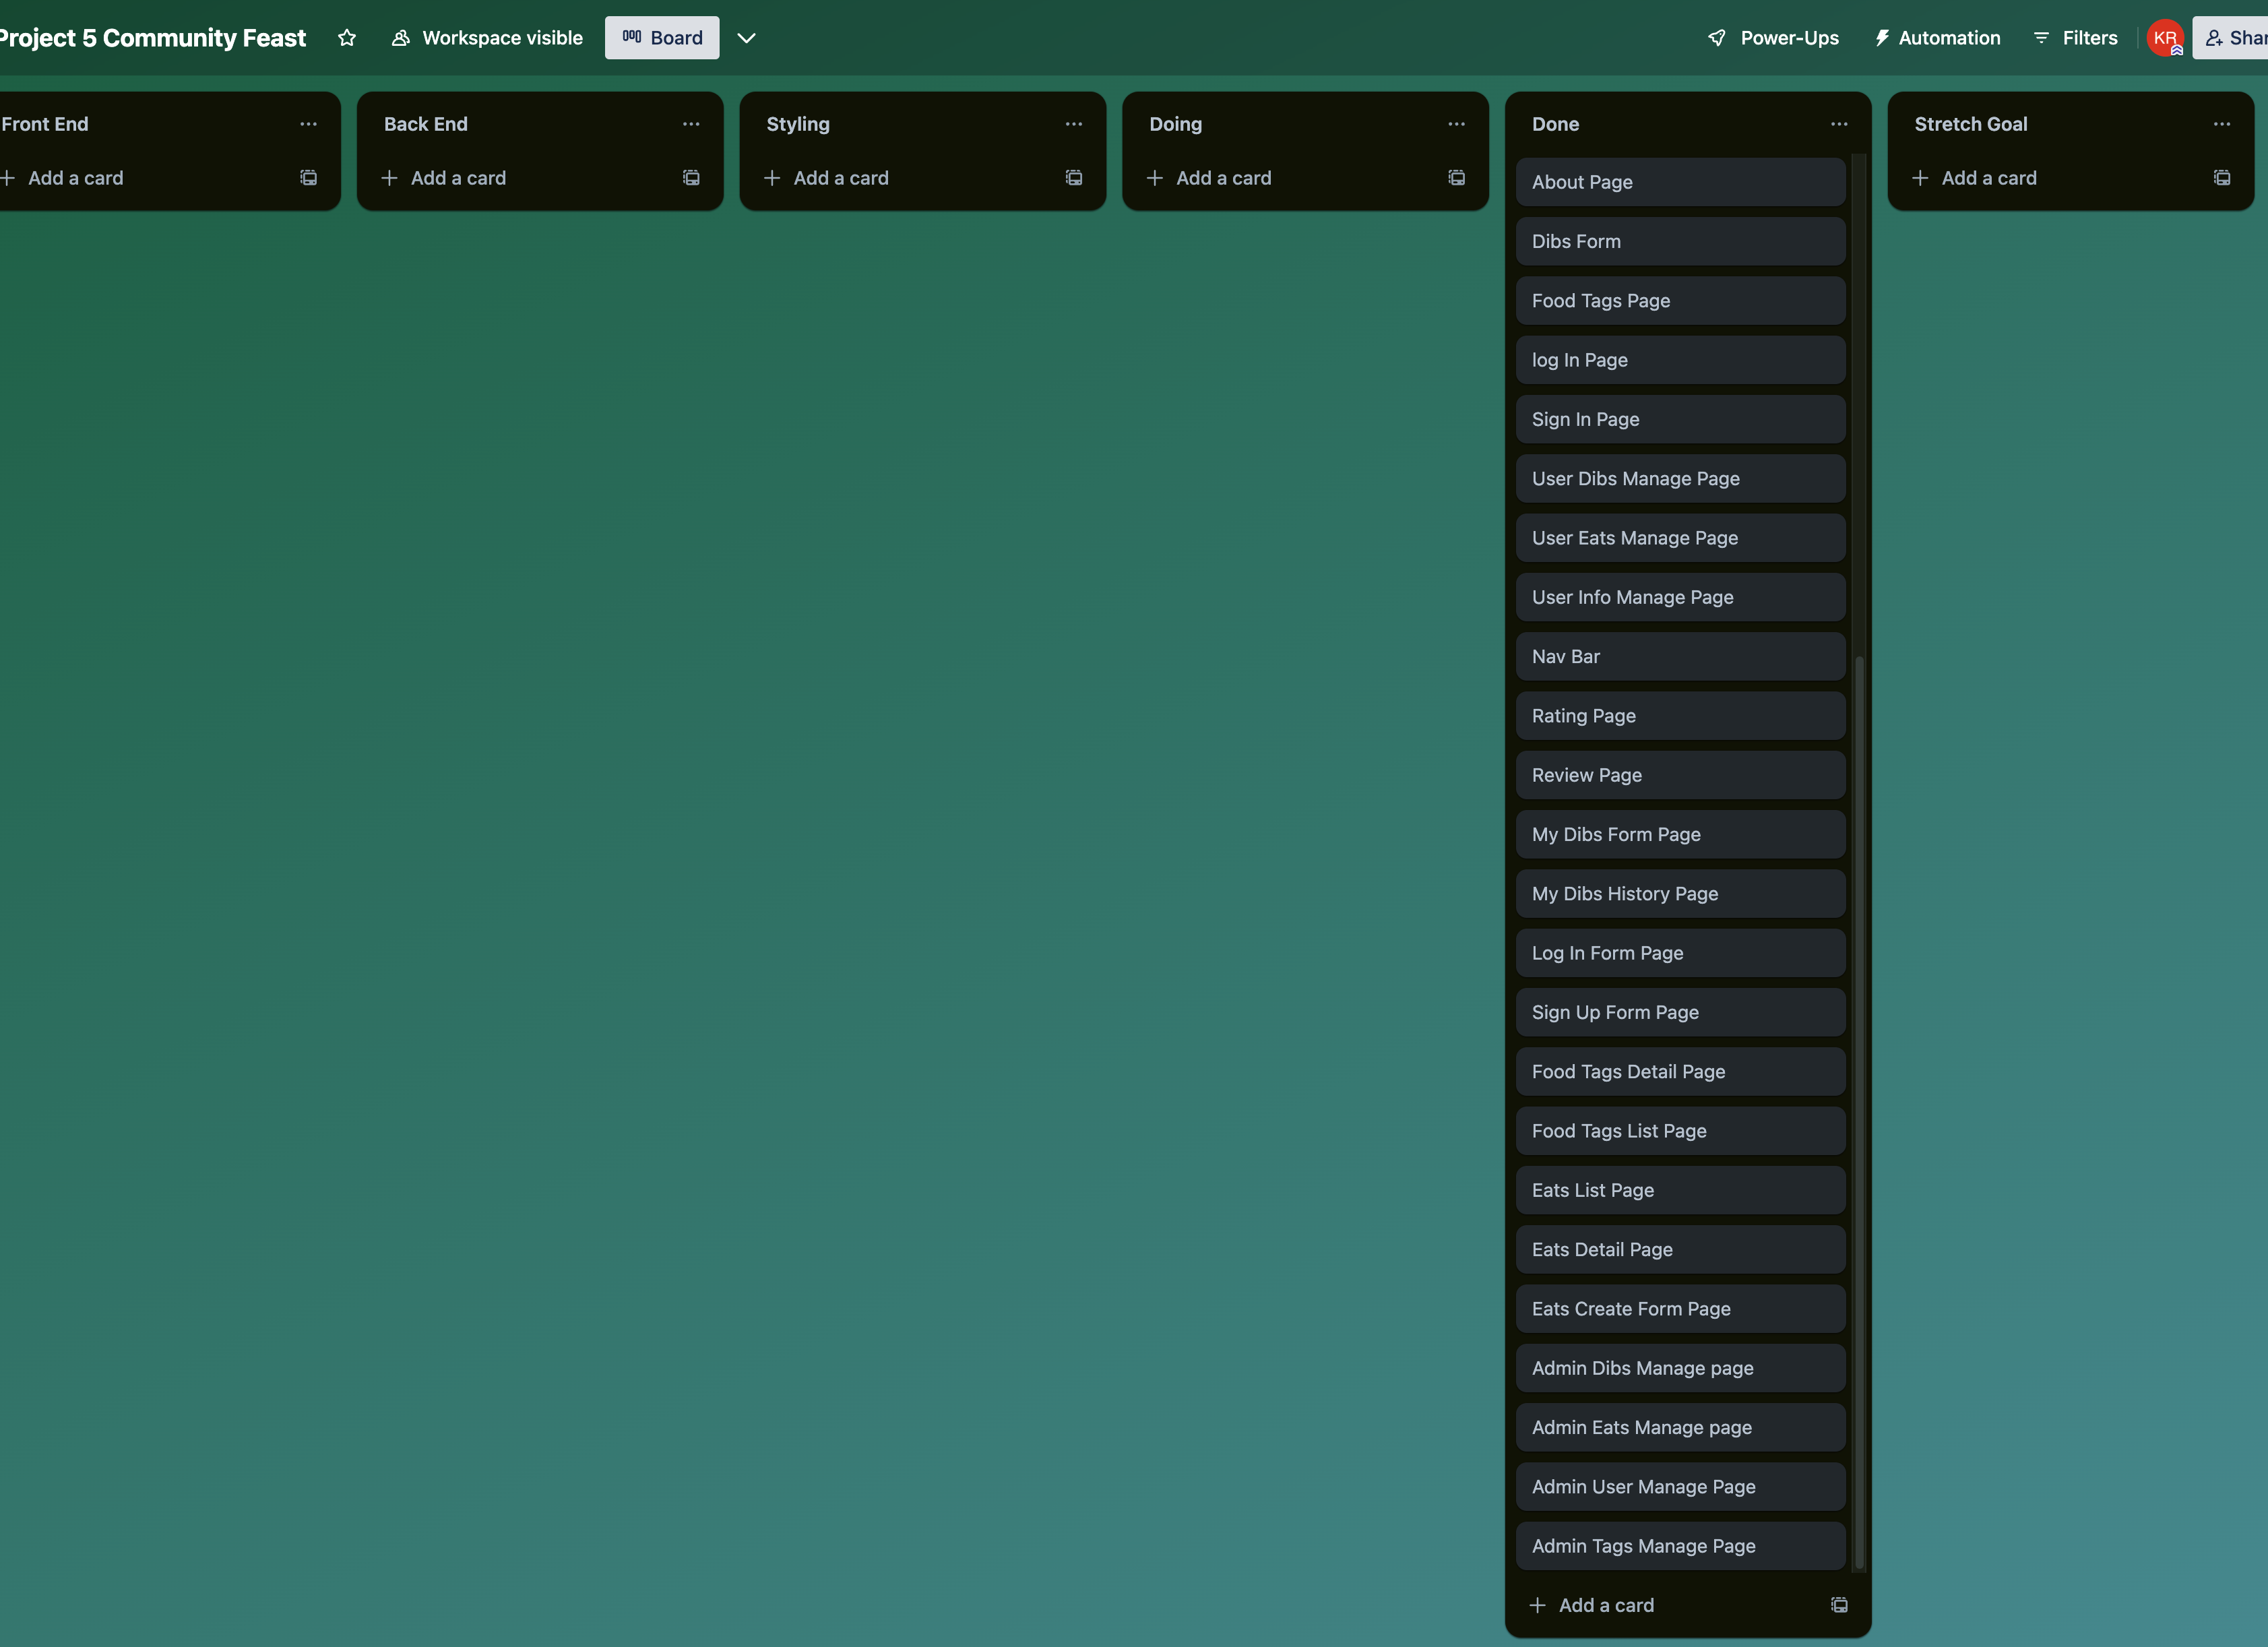 Project 5 Community Feast
Workspace visible
Board
Power-Ups
Automation
Filters
KR
Shar
Front End
Add a card
Back End
Add a card
Styling
Add a card
Doing
Add a card
Done
About Page
Dibs Form
Food Tags Page
log In Page
Sign In Page
User Dibs Manage Page
User Eats Manage Page
User Info Manage Page
Nav Bar
Rating Page
Review Page
My Dibs Form Page
My Dibs History Page
Log In Form Page
Sign Up Form Page
Food Tags Detail Page
Food Tags List Page
Eats List Page
Eats Detail Page
Eats Create Form Page
Admin Dibs Manage page
Admin Eats Manage page
Admin User Manage Page
Admin Tags Manage Page
Add a card
Stretch Goal
Add a card